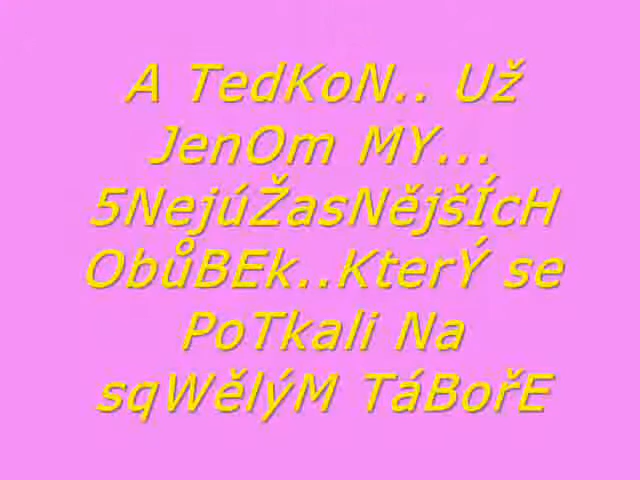 A TedKoN.. Už
JenOm MY...
5NejúŽasNějšÍcH
ObůBEk..KterÝ se
PoTkali Na
sqWělýM TáBořE